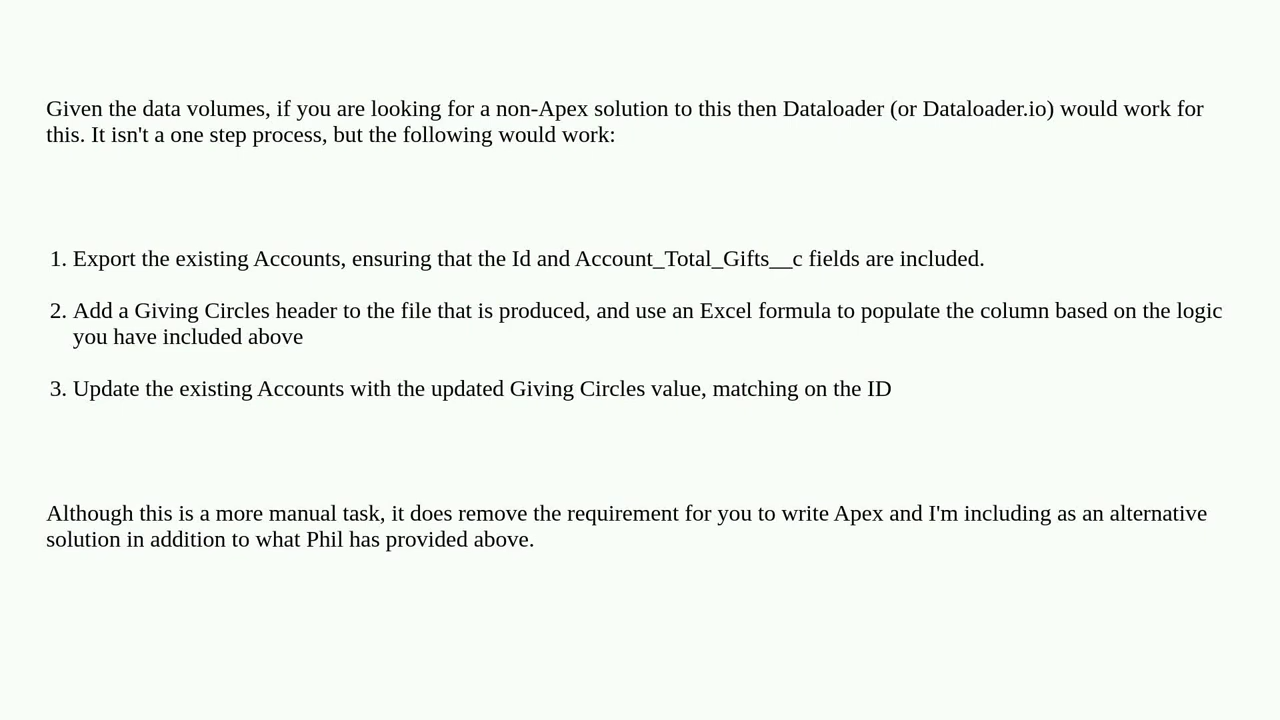 Given the data volumes, if you are looking for a non-Apex solution to this then Dataloader (or Dataloader.io) would work for
this. It isn't a one step process, but the following would work:
1. Export the existing Accounts, ensuring that the Id and Account_Total_Gifts__c fields are included.
2. Add a Giving Circles header to the file that is produced, and use an Excel formula to populate the column based on the logic
you have included above
3. Update the existing Accounts with the updated Giving Circles value, matching on the ID
Although this is a more manual task, it does remove the requirement for you to write Apex and I'm including as an alternative
solution in addition to what Phil has provided above.